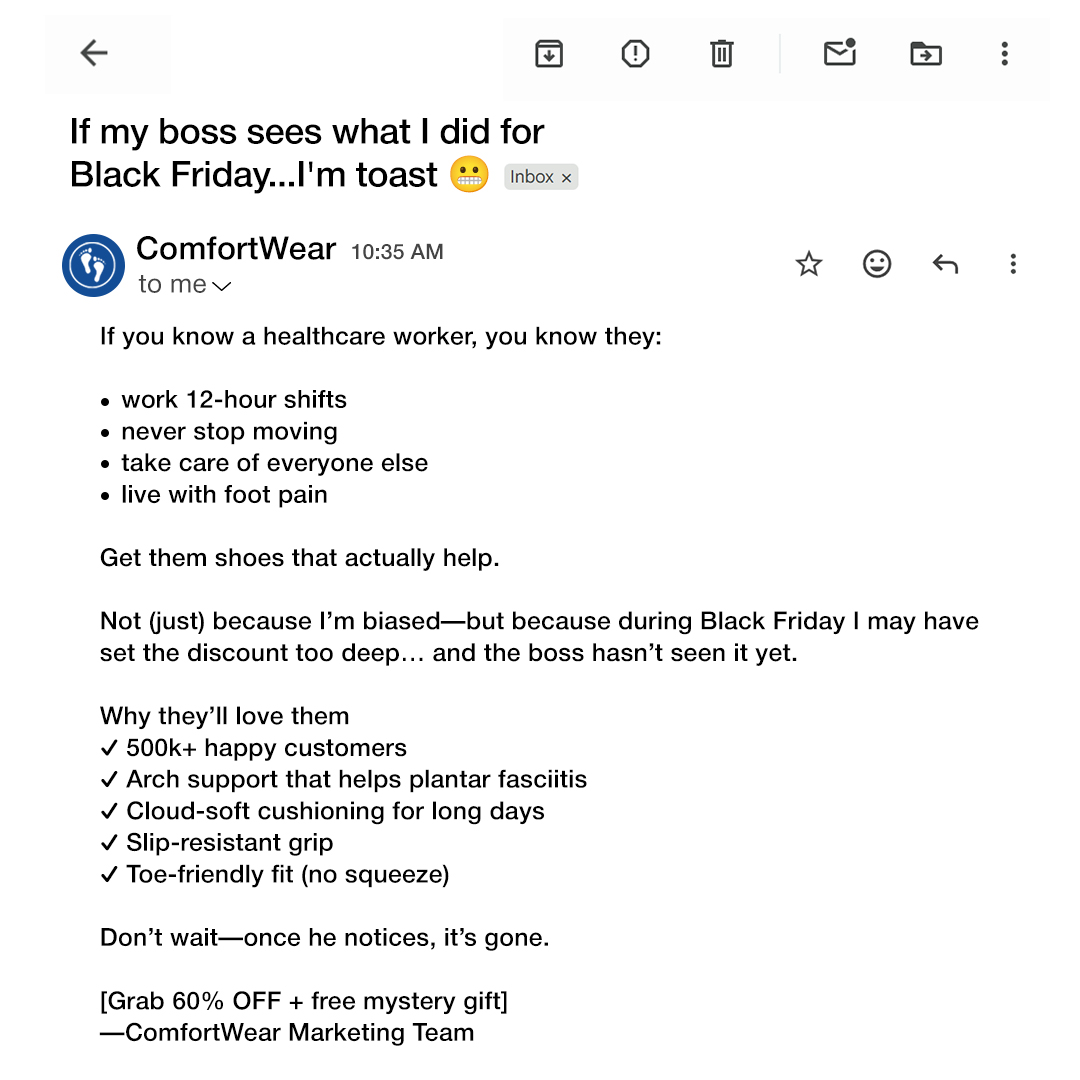 If my boss sees what I did for
Black Friday...I'm toast 😬 Inbox ×
ComfortWear 10:35 AM
to me
If you know a healthcare worker, you know they:
• work 12-hour shifts
• never stop moving
• take care of everyone else
• live with foot pain
Get them shoes that actually help.
Not (just) because I’m biased—but because during Black Friday I may have
set the discount too deep… and the boss hasn’t seen it yet.
Why they’ll love them
✓ 500k+ happy customers
✓ Arch support that helps plantar fasciitis
✓ Cloud-soft cushioning for long days
✓ Slip-resistant grip
✓ Toe-friendly fit (no squeeze)
Don’t wait—once he notices, it’s gone.
[Grab 60% OFF + free mystery gift]
—ComfortWear Marketing Team